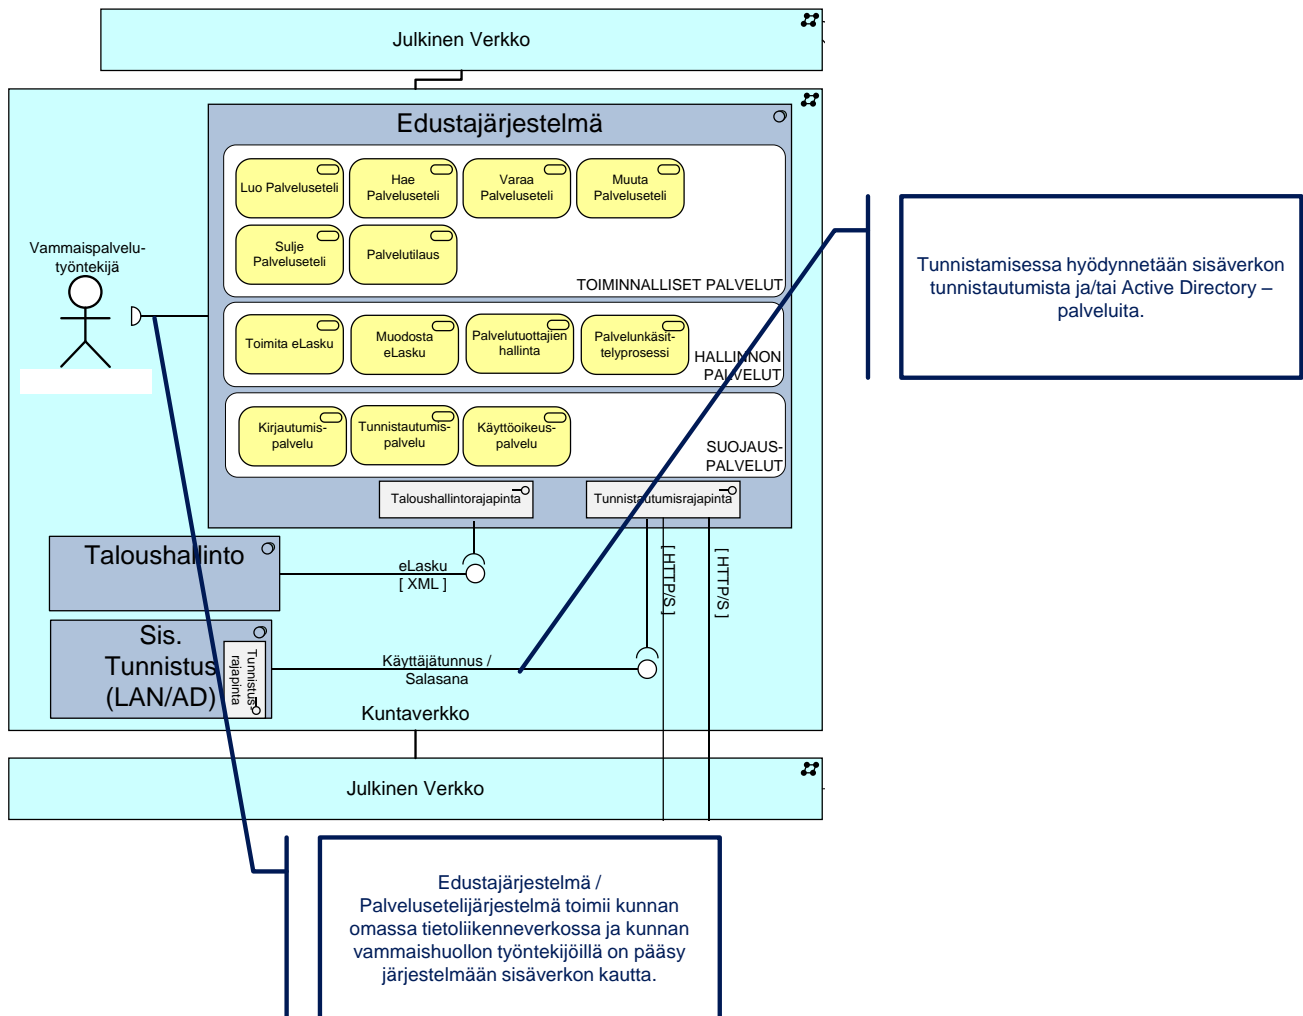 Julkinen Verkko
Edustajärjestelmä
Luo Palveluseteli
Hae
Palveluseteli
Varaa
Palveluseteli
Muuta
Palveluseteli
Sulje
Palveluseteli
Palvelutilaus
TOIMINNALLISET PALVELUT
Vammaispalvelu-
työntekijä
Toimita eLasku
Muodosta
eLasku
Palvelutuottajien
hallinta
Palvelunkäsit-
telyprosessi
HALLINNON
PALVELUT
Kirjautumis-
palvelu
Tunnistautumis-
palvelu
Käyttöoikeus-
palvelu
SUOJAUS-
PALVELUT
Taloushallintorajapinta
Tunnistautumisrajapinta
Taloushallinto
eLasku
[ XML ]
[ HTTP/S ]
[ HTTP/S ]
Sis.
Tunnistus
(LAN/AD)
Tunnistus
rajapinta
Käyttäjätunnus /
Salasana
Kuntaverkko
Julkinen Verkko
Tunnistamisessa hyödynnetään sisäverkon
tunnistautumista ja/tai Active Directory –
palveluita.
Edustajärjestelmä /
Palvelusetelijärjestelmä toimii kunnan
omassa tietoliikenneverkossa ja kunnan
vammaishuollon työntekijöillä on pääsy
järjestelmään sisäverkon kautta.